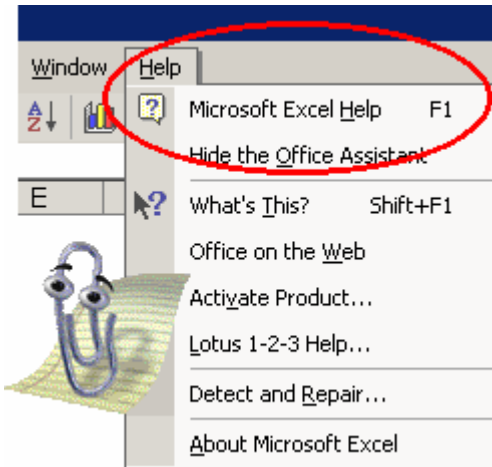 Window Help
Microsoft Excel Help F1
Hide the Office Assistant
E
What's This? Shift+F1
Office on the Web
Activate Product...
Lotus 1-2-3 Help...
Detect and Repair...
About Microsoft Excel